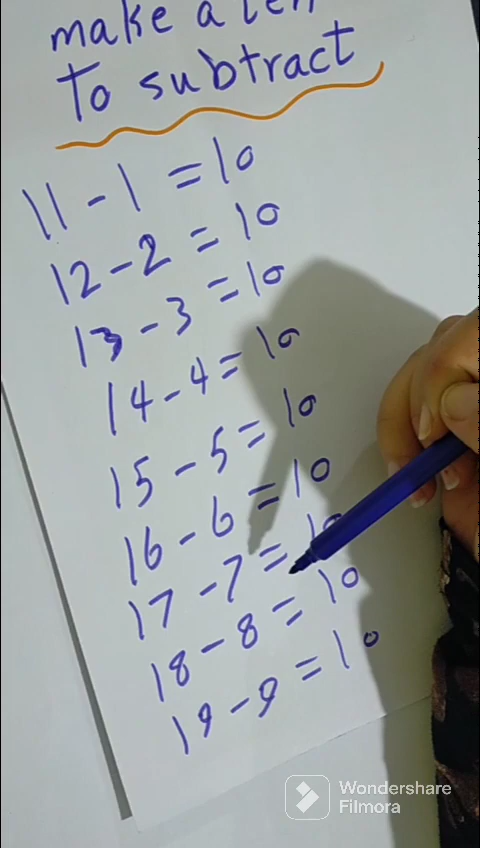 make a ten
To subtract
11 - 1 = 10
12 - 2 = 10
13 - 3 = 10
14 - 4 = 10
15 - 5 = 10
16 - 6 = 10
17 - 7 = 10
18 - 8 = 10
19 - 9 = 10
Wondershare
Filmora